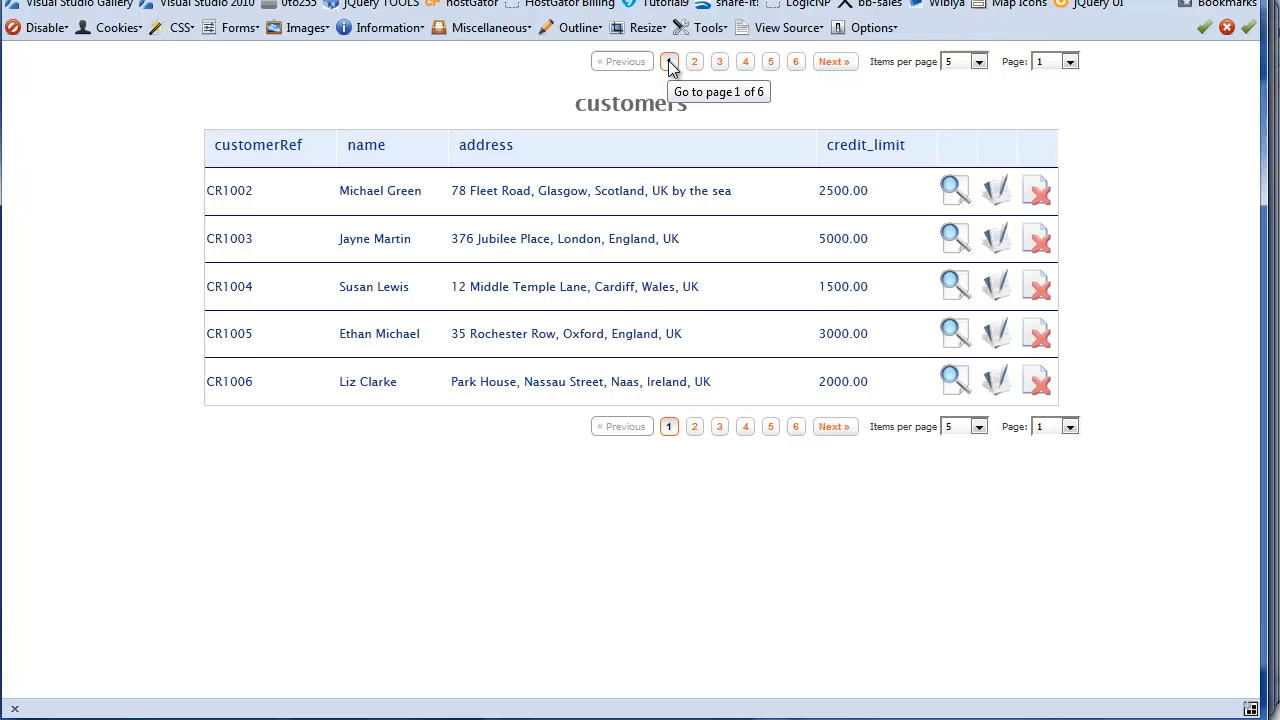 Visual Studio Gallery Visual Studio 2010 0to255 jQuery TOOLS hostGator HostGator Billing Tutorial9 share-it! LogicNP bb-sales Wibiya Map Icons jQuery UI Bookmarks
Disable Cookies CSS Forms Images Information Miscellaneous Outline Resize Tools View Source Options
« Previous 1 2 3 4 5 6 Next » Items per page 5 Page: 1
Go to page 1 of 6
customers
customerRef name address credit_limit
CR1002 Michael Green 78 Fleet Road, Glasgow, Scotland, UK by the sea 2500.00
CR1003 Jayne Martin 376 Jubilee Place, London, England, UK 5000.00
CR1004 Susan Lewis 12 Middle Temple Lane, Cardiff, Wales, UK 1500.00
CR1005 Ethan Michael 35 Rochester Row, Oxford, England, UK 3000.00
CR1006 Liz Clarke Park House, Nassau Street, Naas, Ireland, UK 2000.00
« Previous 1 2 3 4 5 6 Next » Items per page 5 Page: 1